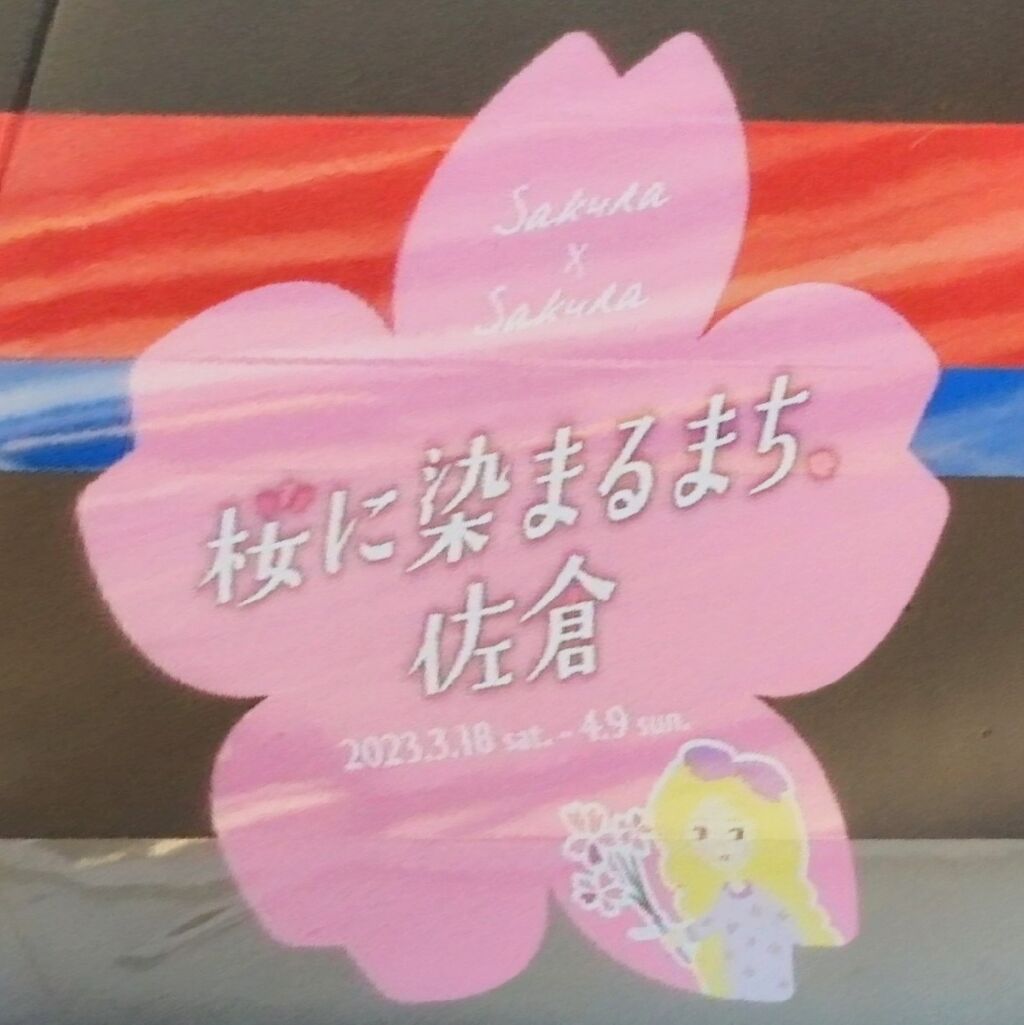 Sakura
X
Sakura
桜に染まるまち。
佐倉
2023.3.18 sat. - 4.9 sun.